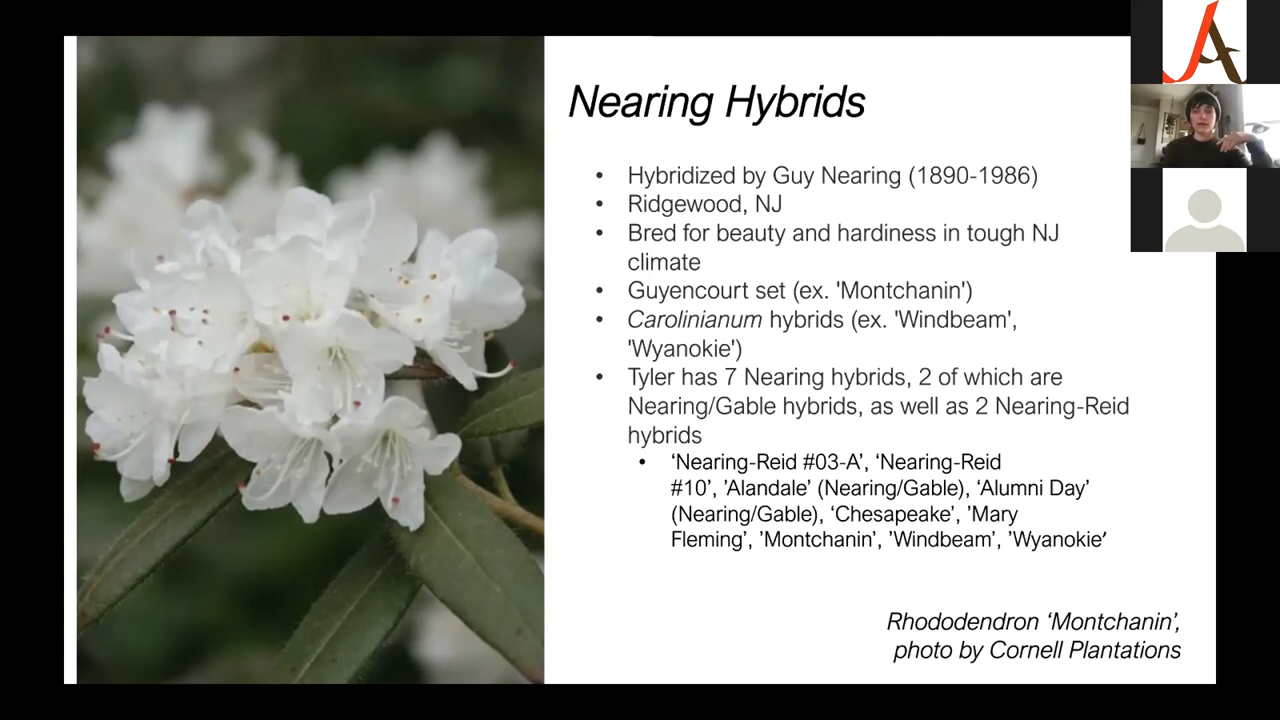 Nearing Hybrids
• Hybridized by Guy Nearing (1890-1986)
• Ridgewood, NJ
• Bred for beauty and hardiness in tough NJ
climate
• Guyencourt set (ex. 'Montchanin')
• Carolinianum hybrids (ex. 'Windbeam',
'Wyanokie')
• Tyler has 7 Nearing hybrids, 2 of which are
Nearing/Gable hybrids, as well as 2 Nearing-Reid
hybrids
• ‘Nearing-Reid #03-A’, ‘Nearing-Reid
#10’, ’Alandale’ (Nearing/Gable), ‘Alumni Day’
(Nearing/Gable), ‘Chesapeake’, ’Mary
Fleming’, ’Montchanin’, ’Windbeam’, ’Wyanokie’
Rhododendron ‘Montchanin’,
photo by Cornell Plantations